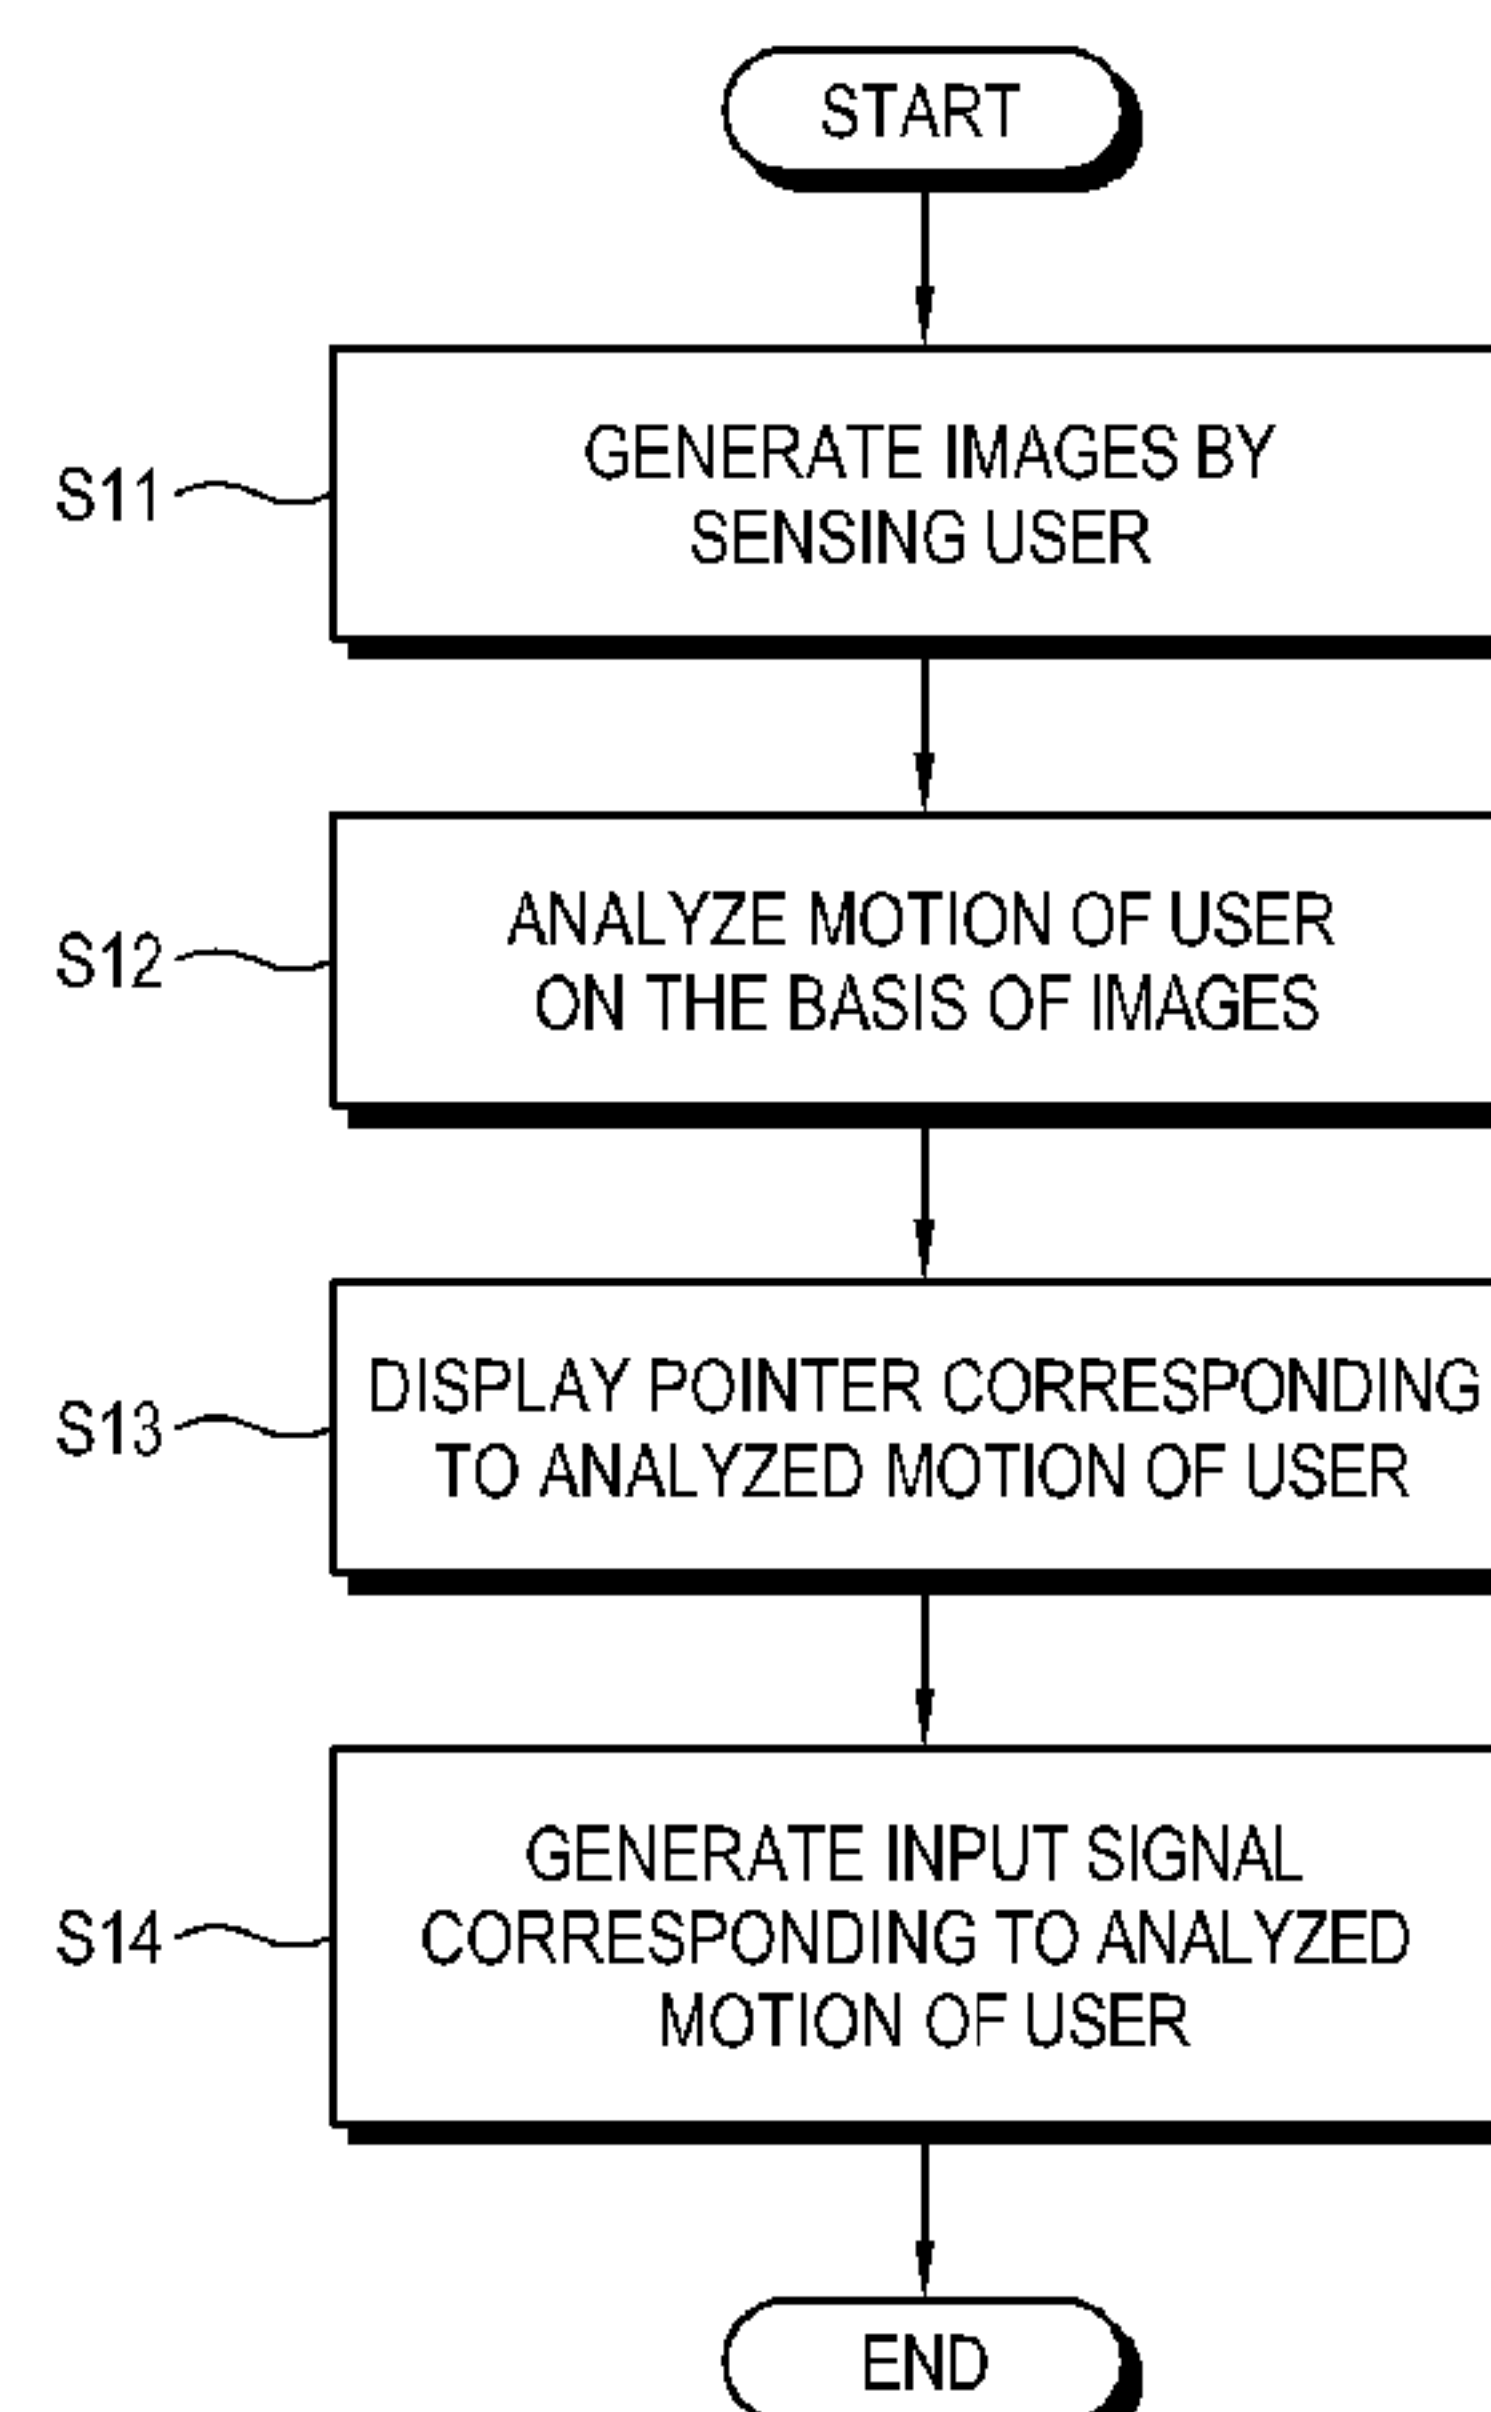 START
S11
GENERATE IMAGES BY
SENSING USER
S12
ANALYZE MOTION OF USER
ON THE BASIS OF IMAGES
S13
DISPLAY POINTER CORRESPONDING
TO ANALYZED MOTION OF USER
S14
GENERATE INPUT SIGNAL
CORRESPONDING TO ANALYZED
MOTION OF USER
END